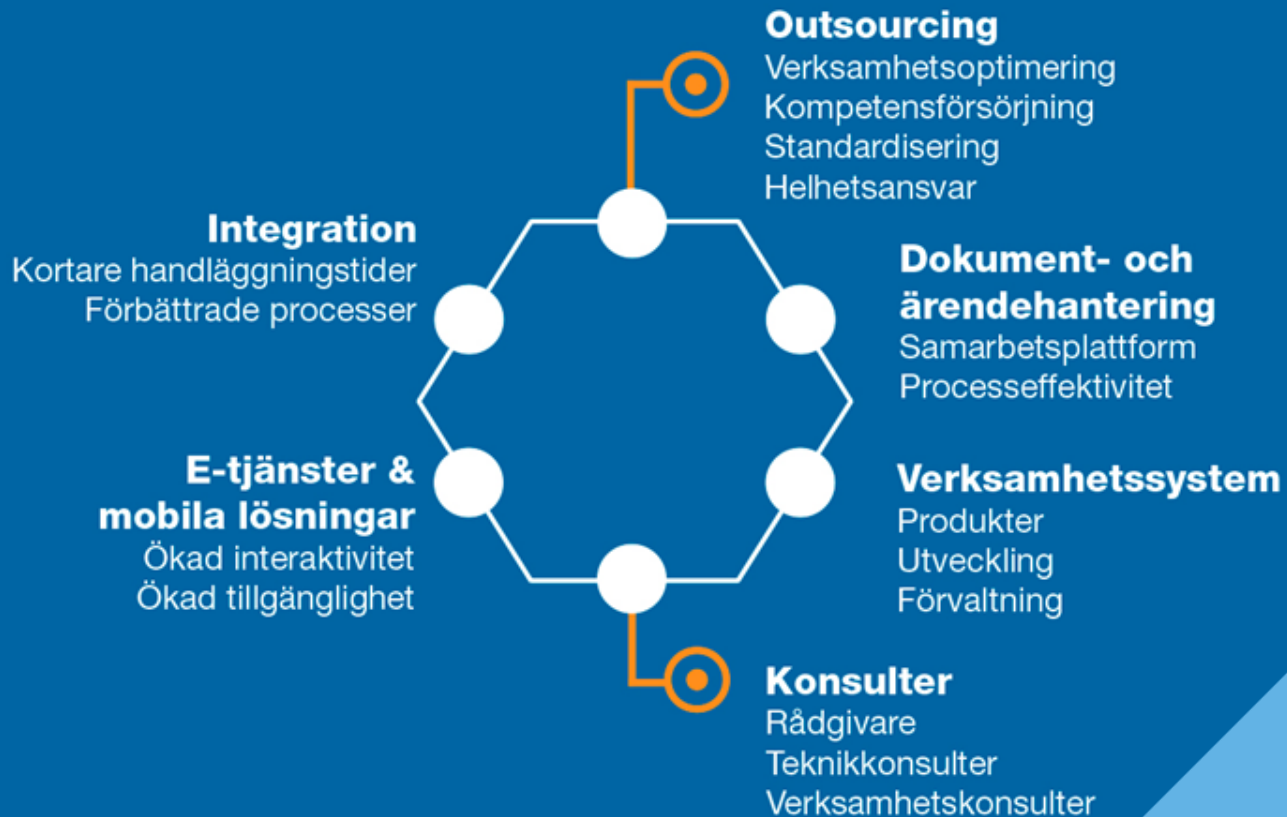 Outsourcing
Verksamhetsoptimering
Kompetensförsörjning
Standardisering
Helhetsansvar
Integration
Kortare handläggningstider
Förbättrade processer
Dokument- och
ärendehantering
Samarbetsplattform
Processeffektivitet
E-tjänster &
mobila lösningar
Ökad interaktivitet
Ökad tillgänglighet
Verksamhetssystem
Produkter
Utveckling
Förvaltning
Konsulter
Rådgivare
Teknikkonsulter
Verksamhetskonsulter